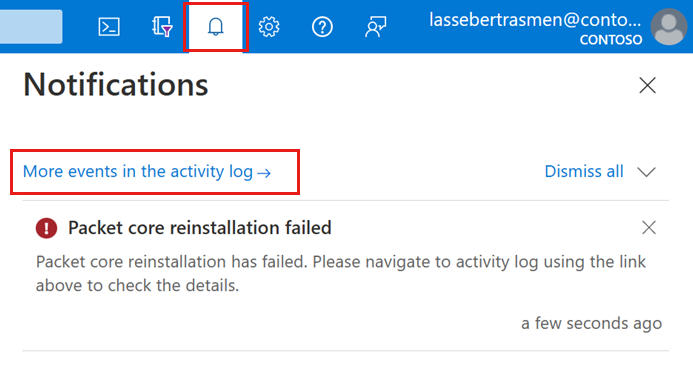 lassebertrasmen@conto...
CONTOSO
Notifications
More events in the activity log →
Dismiss all
Packet core reinstallation failed
Packet core reinstallation has failed. Please navigate to activity log using the link
above to check the details.
a few seconds ago